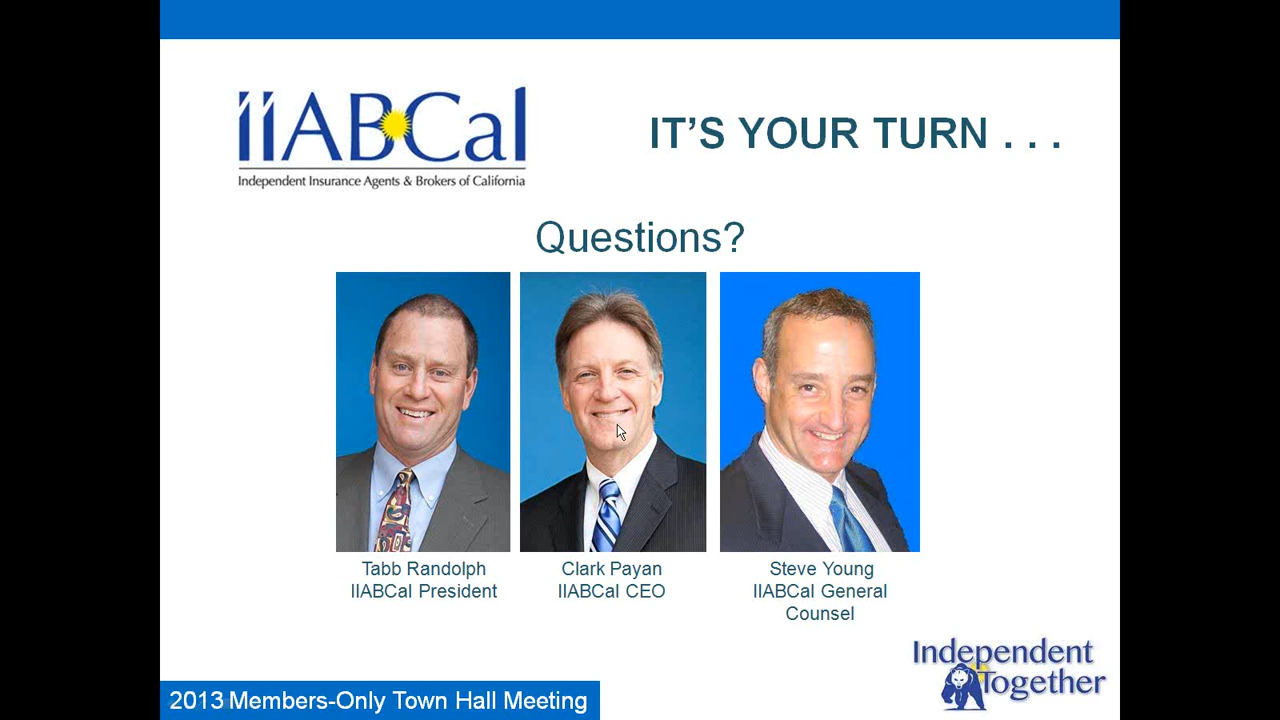 iiABCal
Independent Insurance Agents & Brokers of California
IT'S YOUR TURN . . .
Questions?
Tabb Randolph
IIABCal President
Clark Payan
IIABCal CEO
Steve Young
IIABCal General
Counsel
Independent
Together
2013 Members-Only Town Hall Meeting